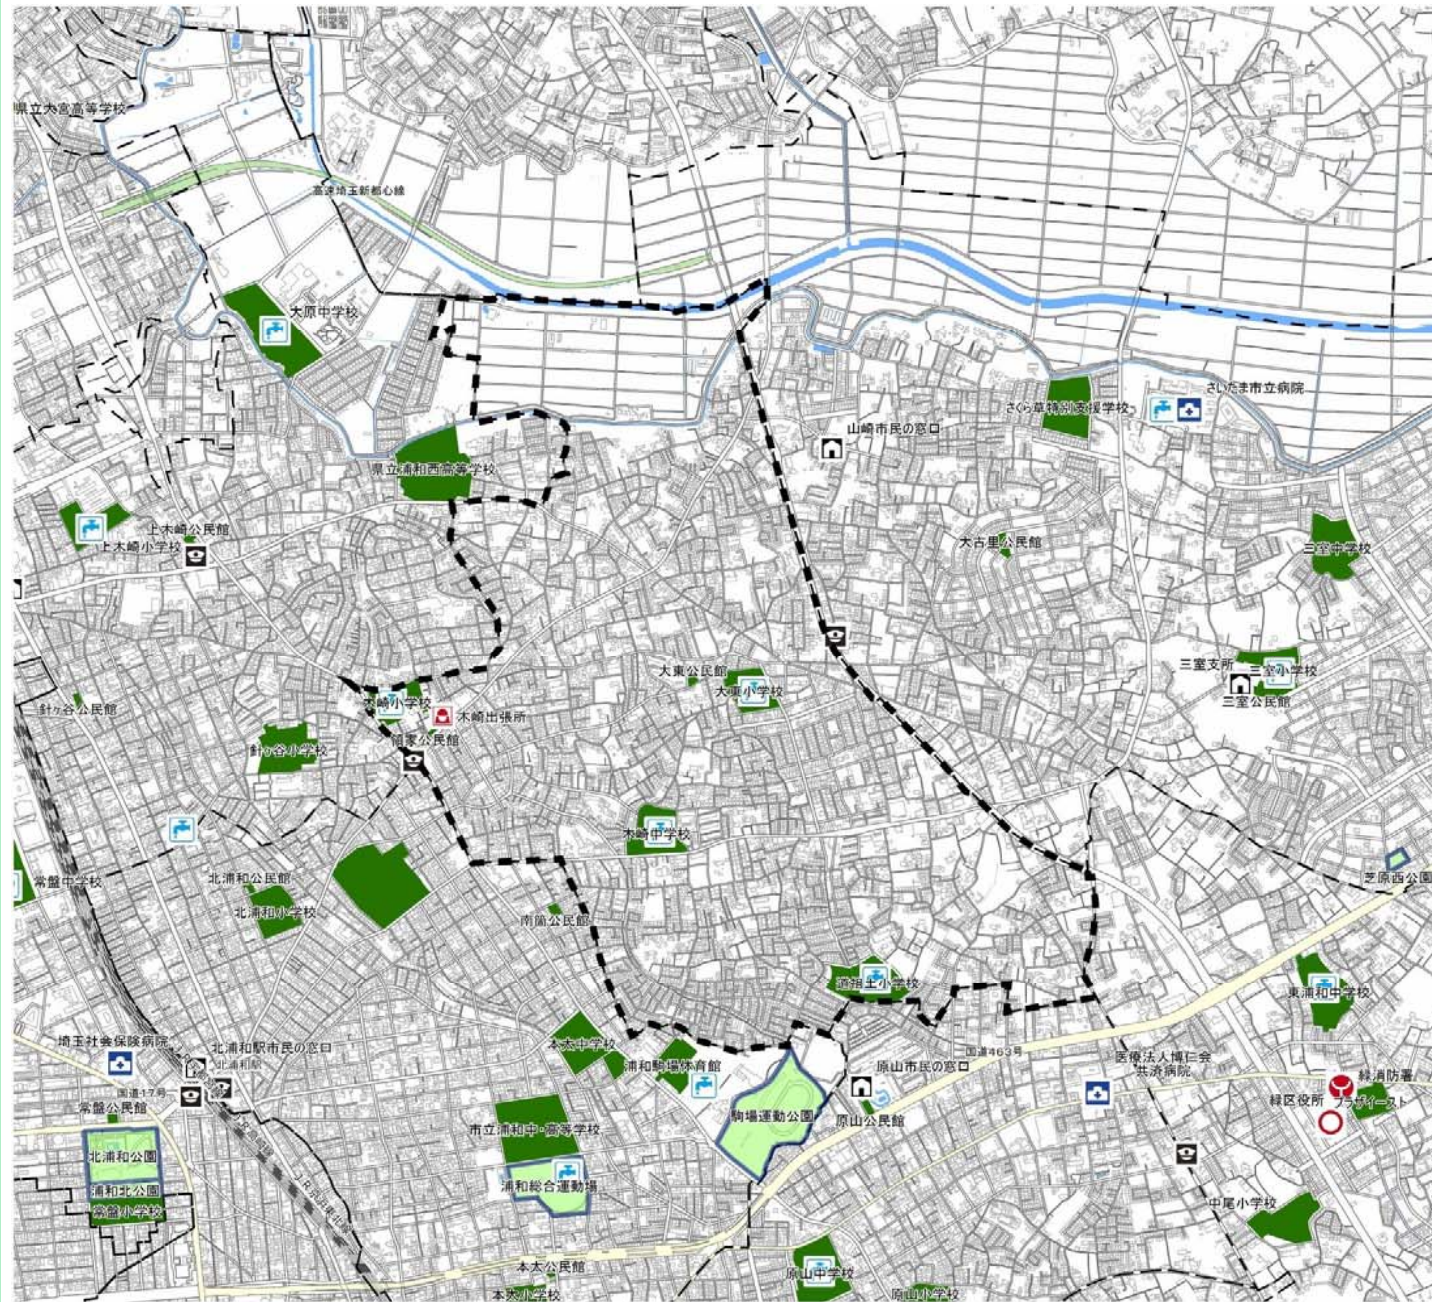 県立大宮高等学校
高速埼玉新都心線
大原中学校
さいたま市立病院
さくら草特別支援学校
山崎市民の窓口
県立浦和西高等学校
上木崎公民館
上木崎小学校
大古里公民館
三室中学校
大東公民館
大東小学校
三室支所
三室小学校
三室公民館
針ヶ谷公民館
木崎小学校
木崎出張所
領家公民館
針ヶ谷小学校
木崎中学校
常盤中学校
北浦和公民館
北浦和小学校
南箇公民館
芝原西公園
道祖土小学校
東浦和中学校
埼玉社会保険病院
北浦和駅市民の窓口
北浦和駅
本太中学校
浦和駒場体育館
国道463号
原山市民の窓口
医療法人博仁会
共済病院
緑消防署
国道17号
常盤公民館
市立浦和中・高等学校
駒場運動公園
原山公民館
緑区役所
プラザイースト
北浦和公園
浦和北公園
常盤小学校
浦和総合運動場
中尾小学校
本太公民館
本太小学校
原山中学校
原山小学校